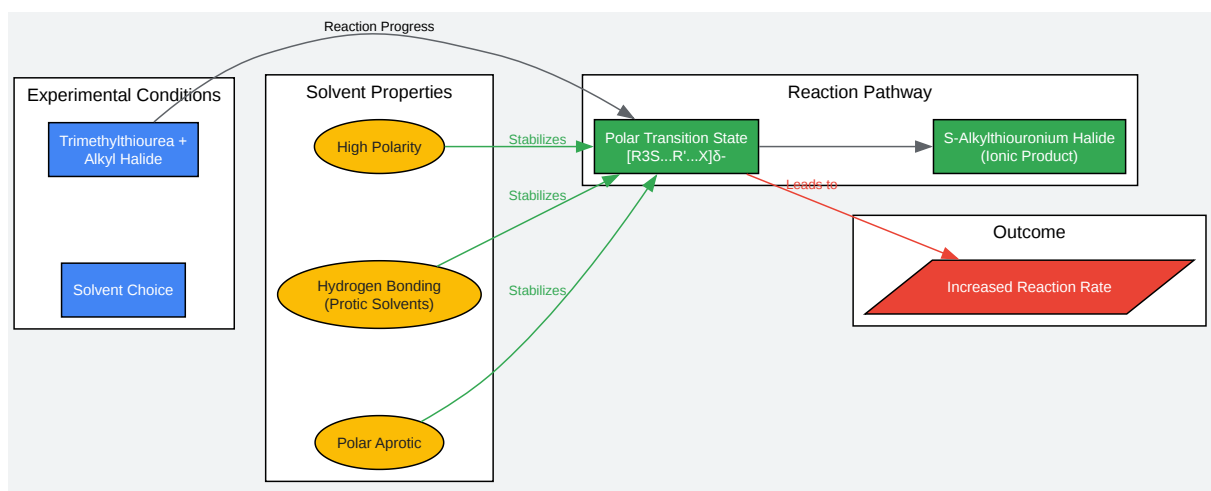 Reaction Progress
Experimental Conditions
Trimethylthiourea +
Alkyl Halide
Solvent Choice
Solvent Properties
High Polarity
Hydrogen Bonding
(Protic Solvents)
Polar Aprotic
Stabilizes
Stabilizes
Stabilizes
Reaction Pathway
Polar Transition State
[R3S...R'...X]δ-
S-Alkylthiouronium Halide
(Ionic Product)
Leads to
Outcome
Increased Reaction Rate